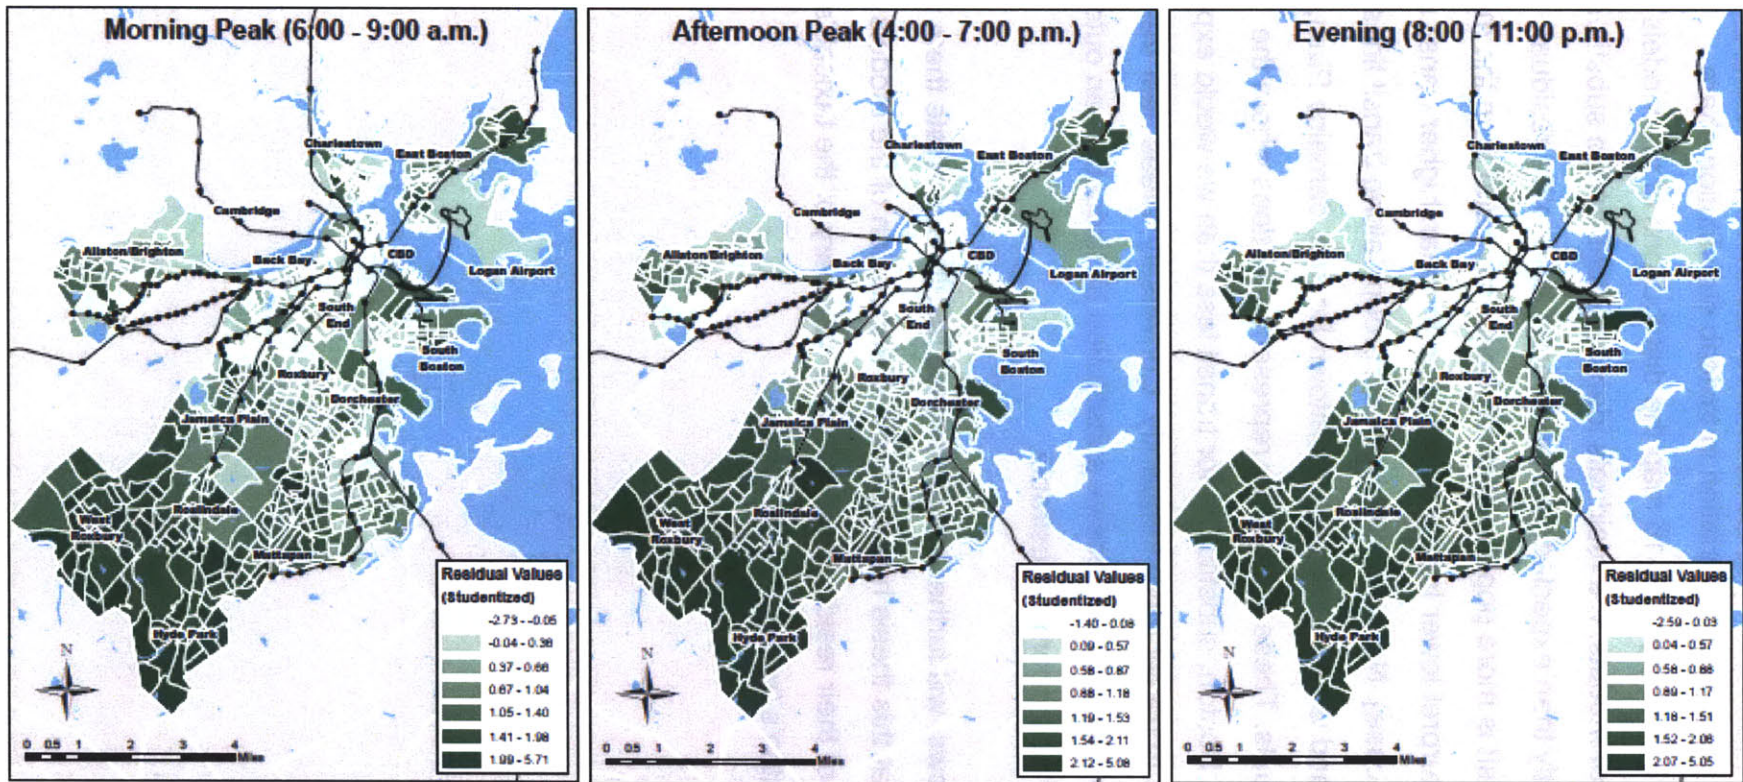 Morning Peak (6:00 - 9:00 a.m.)
Charlestown
East Boston
Cambridge
Allston/Brighton
Back Bay
CBD
Logan Airport
South
End
South
Boston
Roxbury
Dorchester
Jamaica Plain
Roslindale
West
Roxbury
Mattapan
Hyde Park
N
0 0.5 1 2 3 4
Miles
Residual Values
(Studentized)
-2.73 - -0.05
-0.04 - 0.36
0.37 - 0.66
0.67 - 1.04
1.05 - 1.40
1.41 - 1.98
1.99 - 5.71
Afternoon Peak (4:00 - 7:00 p.m.)
Charlestown
East Boston
Cambridge
Allston/Brighton
Back Bay
CBD
Logan Airport
South
End
South
Boston
Roxbury
Dorchester
Jamaica Plain
Roslindale
West
Roxbury
Mattapan
Hyde Park
N
0 0.5 1 2 3 4
Miles
Residual Values
(Studentized)
-1.40 - 0.08
0.09 - 0.57
0.58 - 0.87
0.88 - 1.18
1.19 - 1.53
1.54 - 2.11
2.12 - 5.08
Evening (8:00 - 11:00 p.m.)
Charlestown
East Boston
Cambridge
Allston/Brighton
Back Bay
CBD
Logan Airport
South
End
South
Boston
Roxbury
Dorchester
Jamaica Plain
Roslindale
West
Roxbury
Mattapan
Hyde Park
N
0 0.5 1 2 3 4
Miles
Residual Values
(Studentized)
-2.59 - 0.03
0.04 - 0.57
0.58 - 0.88
0.89 - 1.17
1.18 - 1.51
1.52 - 2.06
2.07 - 5.05